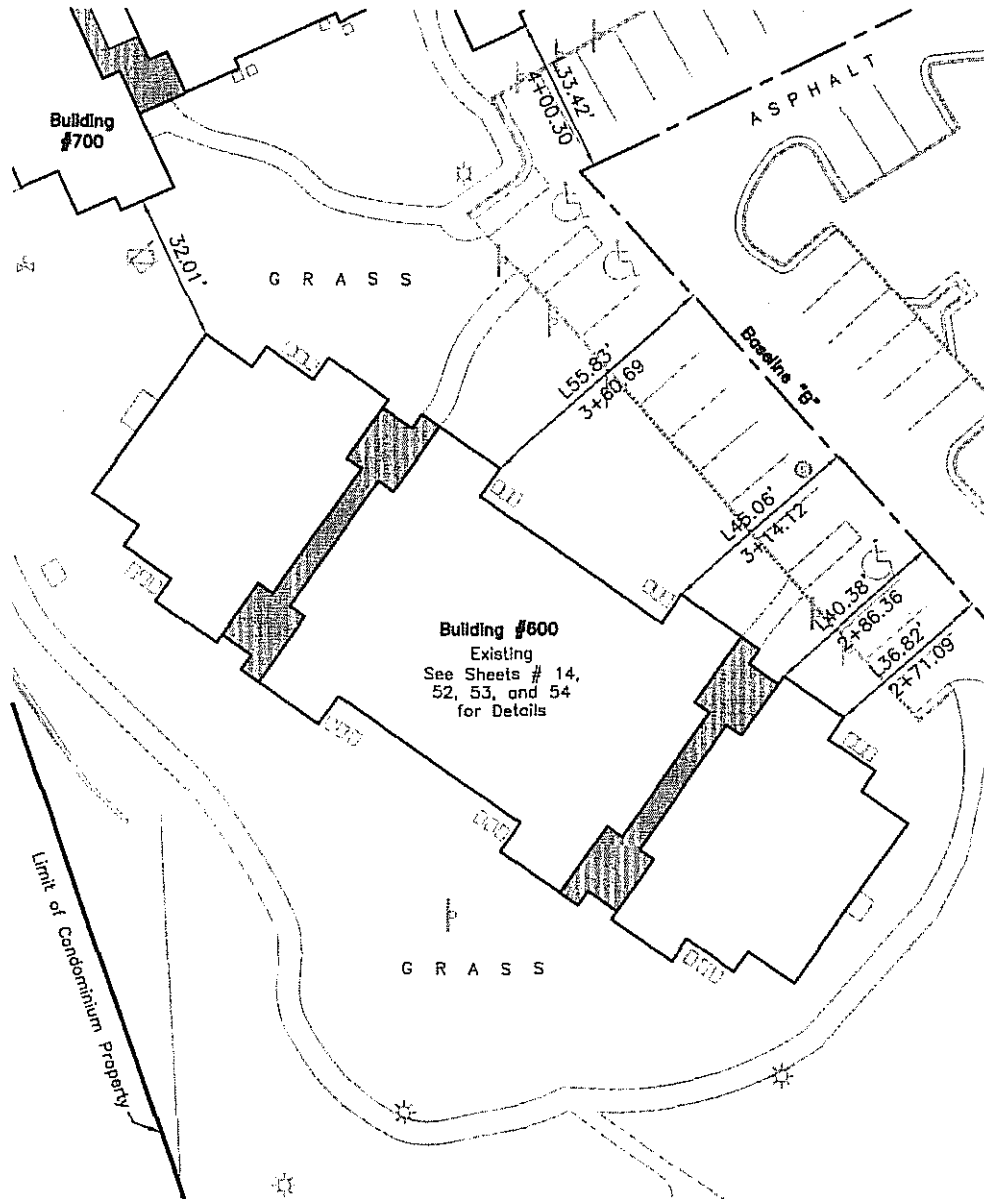 L33.42'
4+00.30
ASPHALT
Building
#700
32.01'
GRASS
Baseline "B"
L55.83'
3+60.69
L45.06'
3+14.12
L40.38'
2+86.36
L36.82'
2+71.09
Building #600
Existing
See Sheets # 14,
52, 53, and 54
for Details
Limit of Condominium Property
GRASS